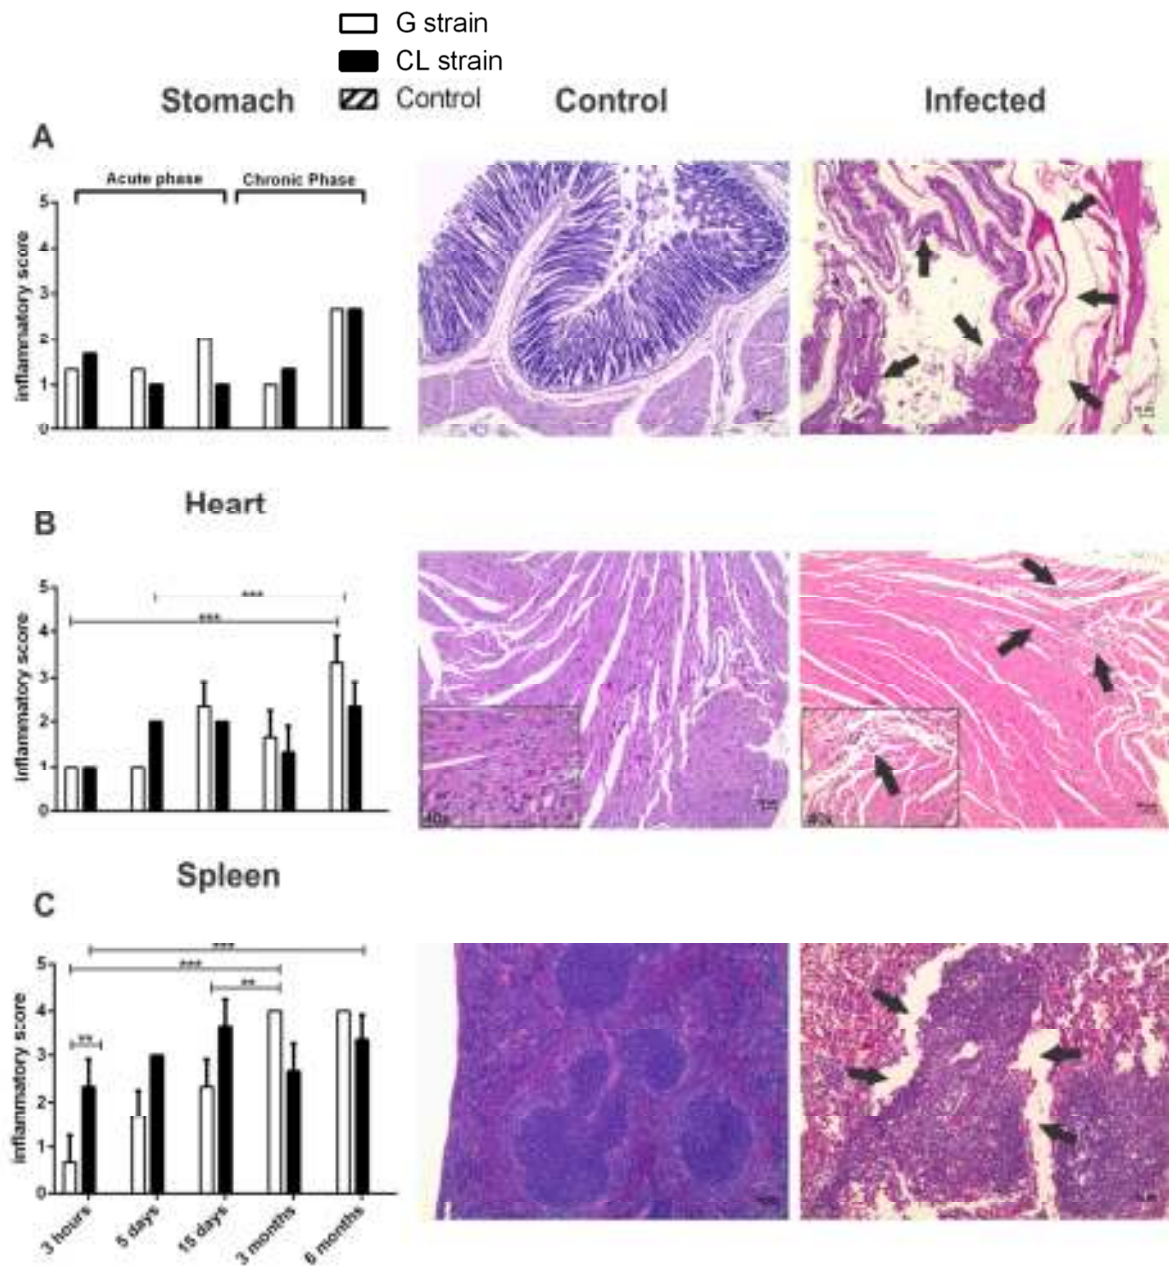 G strain
CL strain
Control
Stomach
Control
Infected
A
Acute phase
Chronic Phase
inflammatory score
5
4
3
2
1
0
Heart
B
inflammatory score
5
4
3
2
1
0
***
***
40x
40x
Spleen
C
inflammatory score
5
4
3
2
1
0
***
***
**
**
3 hours
5 days
15 days
3 months
6 months